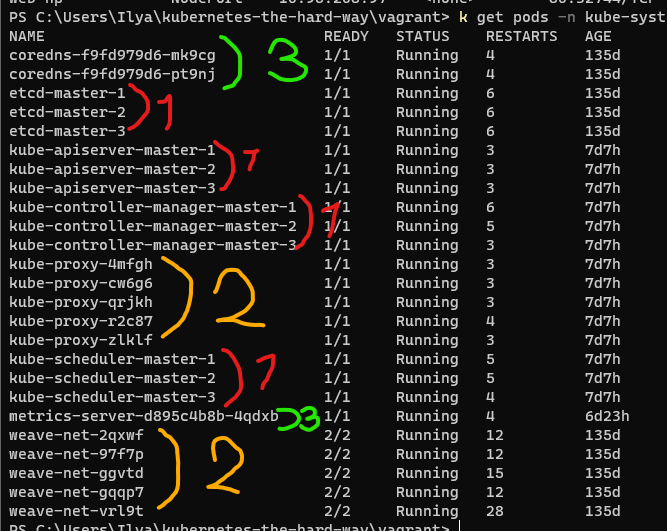 PS C:\Users\Ilya\kubernetes-the-hard-way\vagrant> k get pods -n kube-syst
NAME READY STATUS RESTARTS AGE
coredns-f9fd979d6-mk9cg 1/1 Running 4 135d
3
coredns-f9fd979d6-pt9nj 1/1 Running 4 135d
etcd-master-1 1/1 Running 6 135d
etcd-master-2 1 1/1 Running 6 135d
etcd-master-3 1/1 Running 6 135d
kube-apiserver-master-1 1/1 Running 3 7d7h
kube-apiserver-master-2 1 1/1 Running 3 7d7h
kube-apiserver-master-3 1/1 Running 3 7d7h
kube-controller-manager-master-1 1/1 Running 6 7d7h
kube-controller-manager-master-2 1 1/1 Running 5 7d7h
kube-controller-manager-master-3 1/1 Running 3 7d7h
kube-proxy-4mfgh 1/1 Running 3 7d7h
kube-proxy-cw6g6 1/1 Running 3 7d7h
kube-proxy-qrjkh 2 1/1 Running 3 7d7h
kube-proxy-r2c87 1/1 Running 4 7d7h
kube-proxy-zlklf 1/1 Running 3 7d7h
kube-scheduler-master-1 1/1 Running 5 7d7h
kube-scheduler-master-2 1 1/1 Running 5 7d7h
kube-scheduler-master-3 1/1 Running 4 7d7h
metrics-server-d895c4b8b-4qdxb 3 1/1 Running 4 6d23h
weave-net-2qxwf 2/2 Running 12 135d
weave-net-97f7p 2/2 Running 12 135d
weave-net-ggvtd 2 2/2 Running 15 135d
weave-net-gqqp7 2/2 Running 12 135d
weave-net-vrl9t 2/2 Running 28 135d
PS C:\Users\Ilya\kubernetes-the-hard-way\vagrant>